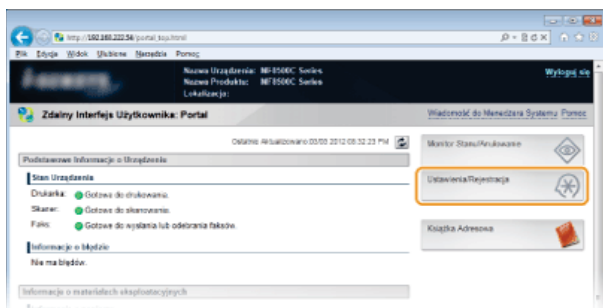 http://192.168.222.54/portal_top.html
Plik Edycja Widok Ulubione Narzędzia Pomoc
Nazwa Urządzenia: MF8500C Series
Nazwa Produktu: MF8500C Series
Lokalizacja:
Wyloguj się
Zdalny Interfejs Użytkownika: Portal
Wiadomość do Menedżera Systemu Pomoc
Ostatnio Aktualizowano:03/03 2012 08:32:23 PM
Podstawowe Informacje o Urządzeniu
Stan Urządzenia
Drukarka: Gotowe do drukowania.
Skaner: Gotowe do skanowania.
Faks: Gotowe do wysłania lub odebrania faksów.
Informacje o błędzie
Nie ma błędów.
Informacje o materiałach eksploatacyjnych
Monitor Stanu/Anulowanie
Ustawienia/Rejestracja
Książka Adresowa